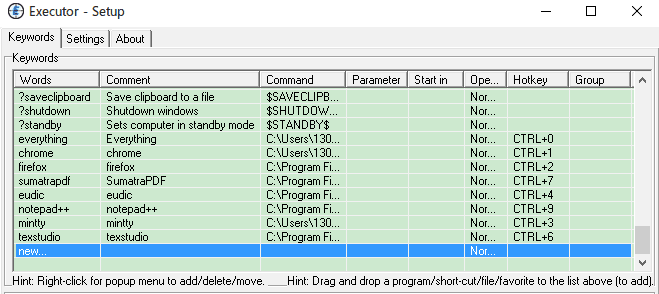 Executor - Setup
Keywords Settings About
Keywords
Words Comment Command Parameter Start in Ope... Hotkey Group
?saveclipboard Save clipboard to a file $SAVECLIPB... Nor...
?shutdown Shutdown windows $SHUTDOW... Nor...
?standby Sets computer in standby mode $STANDBY$ Nor...
everything Everything C:\Users\130... Nor... CTRL+0
chrome chrome C:\Users\130... Nor... CTRL+1
firefox firefox C:\Program Fi... Nor... CTRL+2
sumatrapdf SumatraPDF C:\Program Fi... Nor... CTRL+7
eudic eudic C:\Program Fi... Nor... CTRL+4
notepad++ notepad++ C:\Program Fi... Nor... CTRL+9
mintty mintty C:\Users\130... Nor... CTRL+3
texstudio texstudio C:\Program Fi... Nor... CTRL+6
new... Nor...
Hint: Right-click for popup menu to add/delete/move. ___Hint: Drag and drop a program/short-cut/file/favorite to the list above (to add).